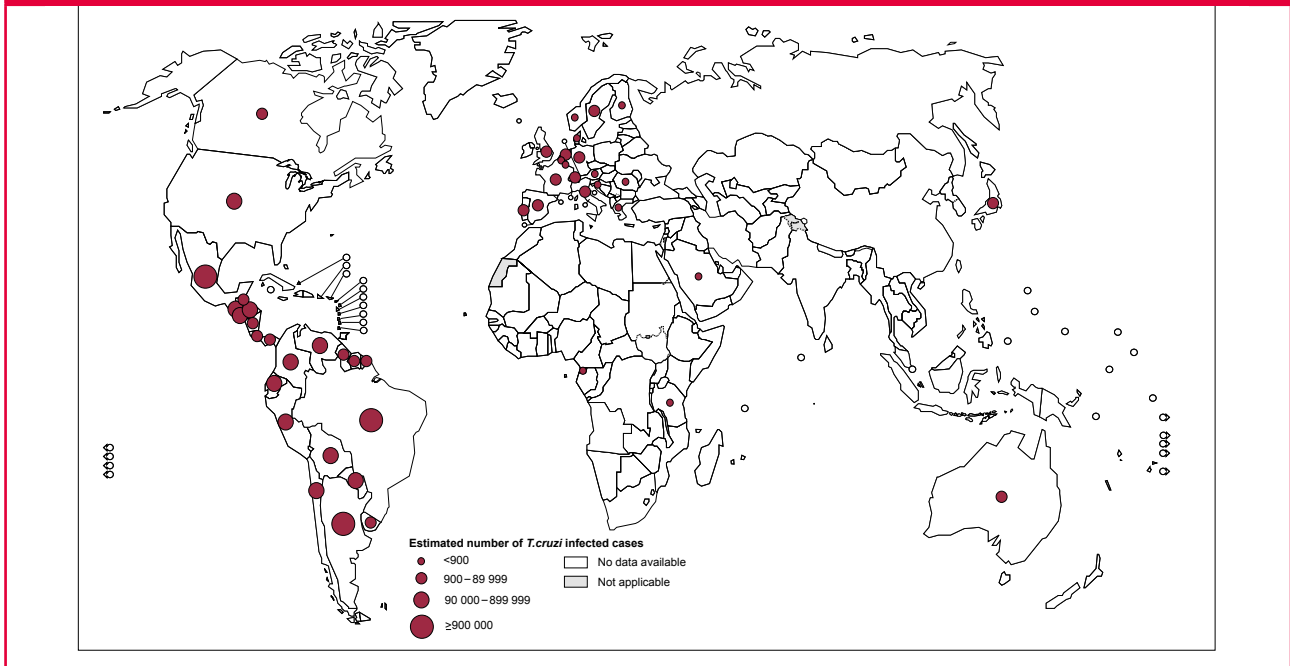 Estimated number of T.cruzi infected cases
<900
900–89 999
90 000–899 999
≥900 000
No data available
Not applicable